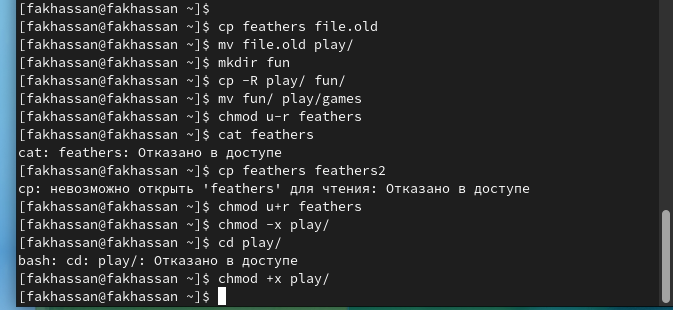 [fakhassan@fakhassan ~]$
[fakhassan@fakhassan ~]$ cp feathers file.old
[fakhassan@fakhassan ~]$ mv file.old play/
[fakhassan@fakhassan ~]$ mkdir fun
[fakhassan@fakhassan ~]$ cp -R play/ fun/
[fakhassan@fakhassan ~]$ mv fun/ play/games
[fakhassan@fakhassan ~]$ chmod u-r feathers
[fakhassan@fakhassan ~]$ cat feathers
cat: feathers: Отказано в доступе
[fakhassan@fakhassan ~]$ cp feathers feathers2
cp: невозможно открыть 'feathers' для чтения: Отказано в доступе
[fakhassan@fakhassan ~]$ chmod u+r feathers
[fakhassan@fakhassan ~]$ chmod -x play/
[fakhassan@fakhassan ~]$ cd play/
bash: cd: play/: Отказано в доступе
[fakhassan@fakhassan ~]$ chmod +x play/
[fakhassan@fakhassan ~]$